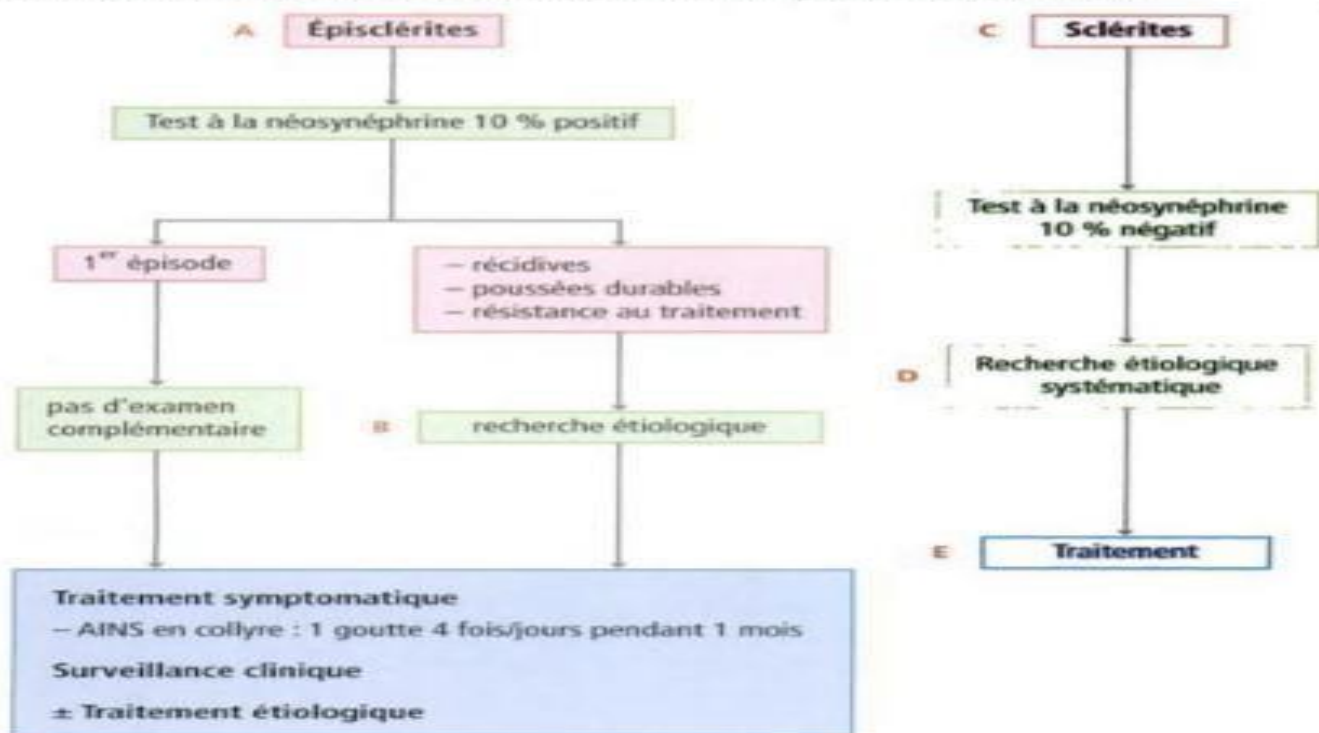 A
Épisclérites
Test à la néosynéphrine 10 % positif
1er épisode
– récidives
– poussées durables
– résistance au traitement
pas d'examen
complémentaire
B
recherche étiologique
Traitement symptomatique
– AINS en collyre : 1 goutte 4 fois/jours pendant 1 mois
Surveillance clinique
± Traitement étiologique
C
Sclérites
Test à la néosynéphrine
10 % négatif
D
Recherche étiologique
systématique
E
Traitement